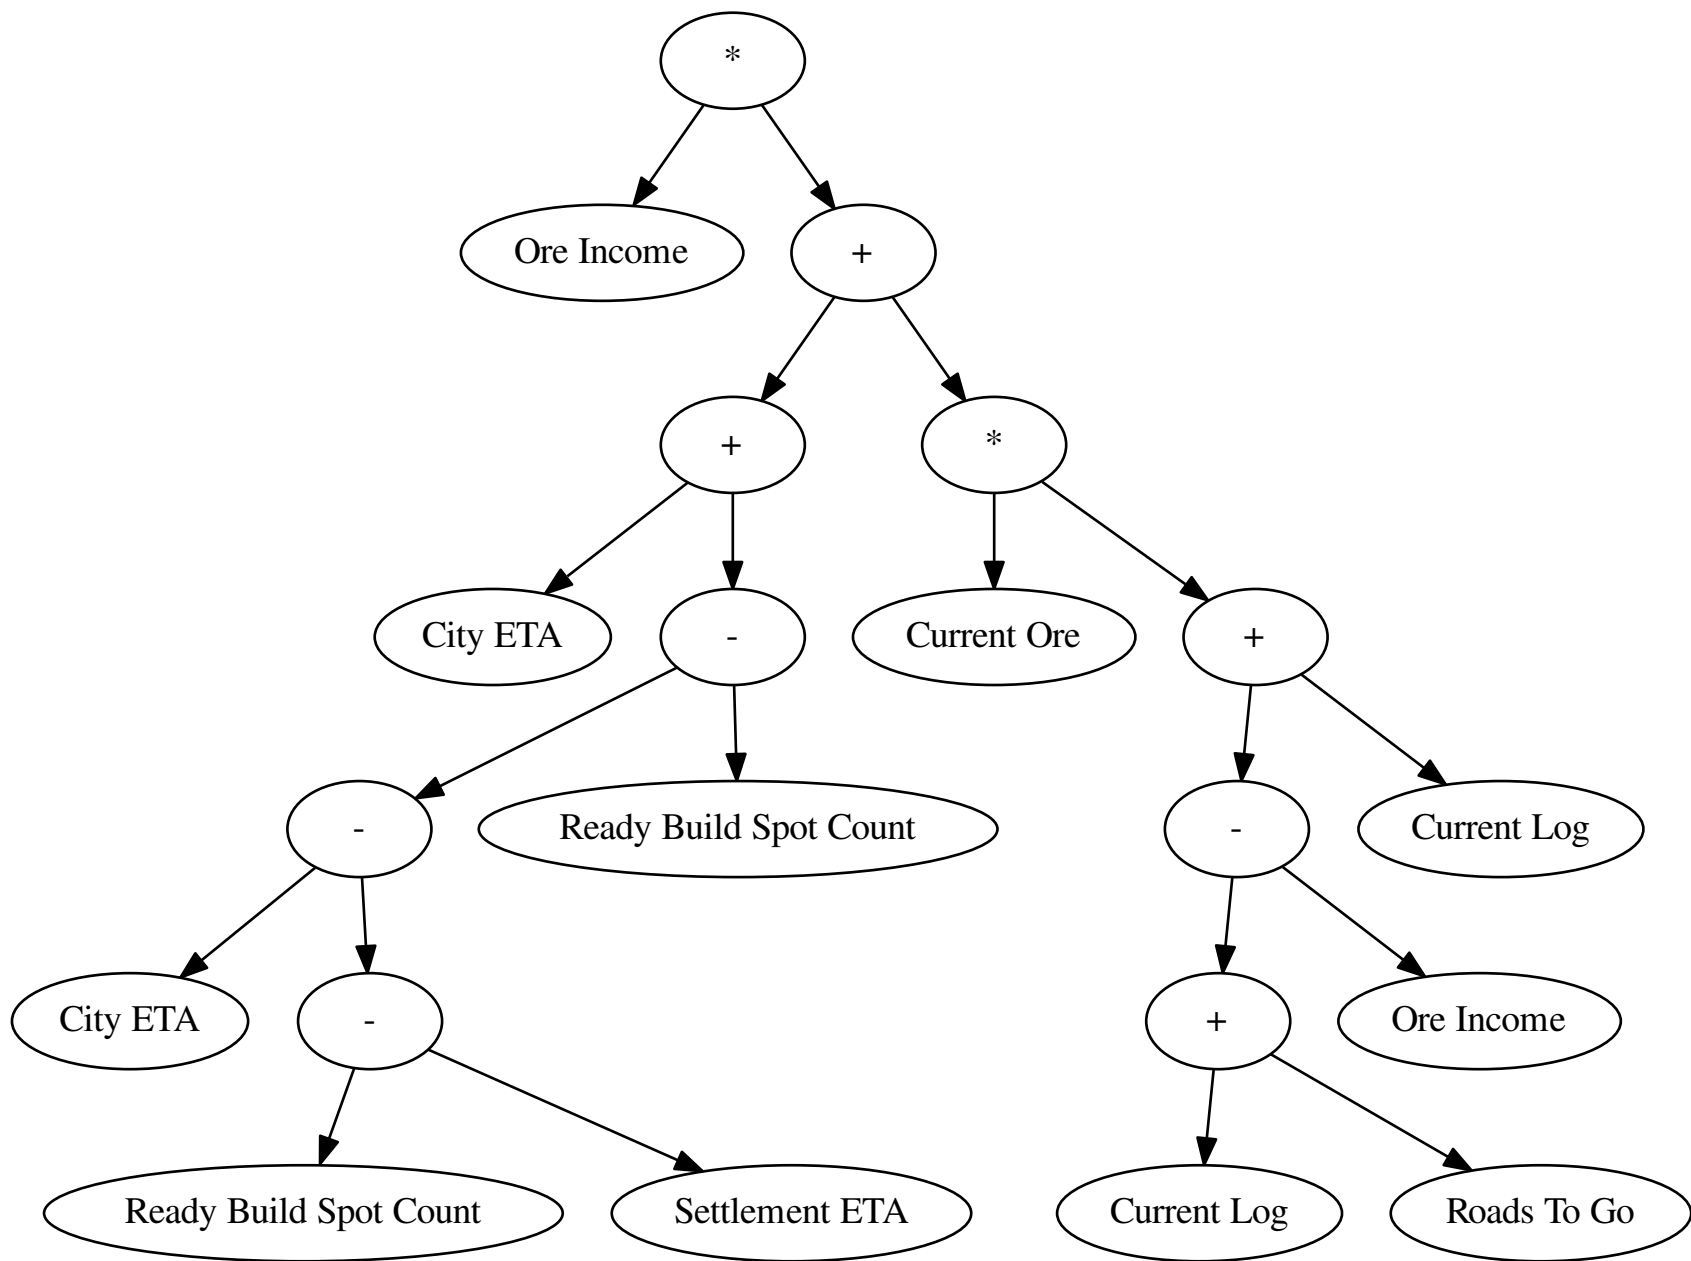 *
Ore Income
+
+
*
City ETA
-
Current Ore
+
-
Ready Build Spot Count
-
Current Log
City ETA
-
+
Ore Income
Ready Build Spot Count
Settlement ETA
Current Log
Roads To Go